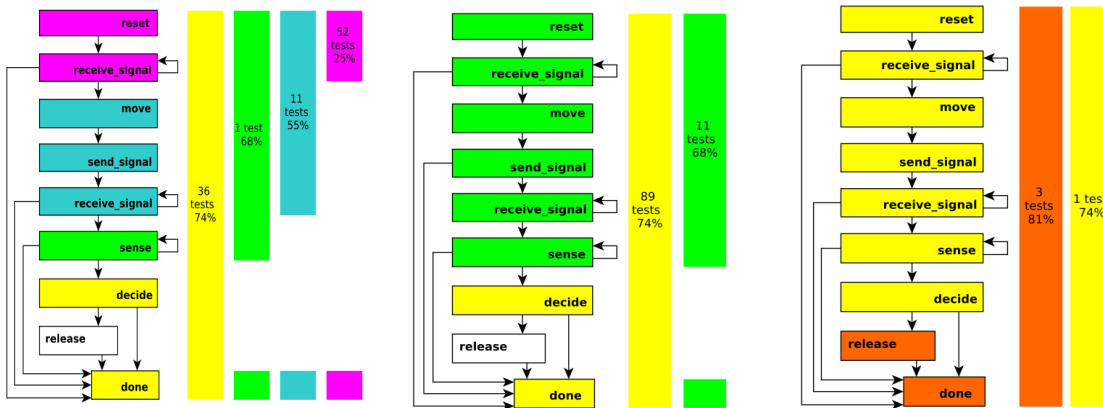 reset
receive_signal
move
send_signal
receive_signal
sense
decide
release
done
36
tests
74%
1 test
68%
11
tests
55%
52
tests
25%
reset
receive_signal
move
send_signal
receive_signal
sense
decide
release
done
89
tests
74%
11
tests
68%
reset
receive_signal
move
send_signal
receive_signal
sense
decide
release
done
3
tests
81%
1 test
74%